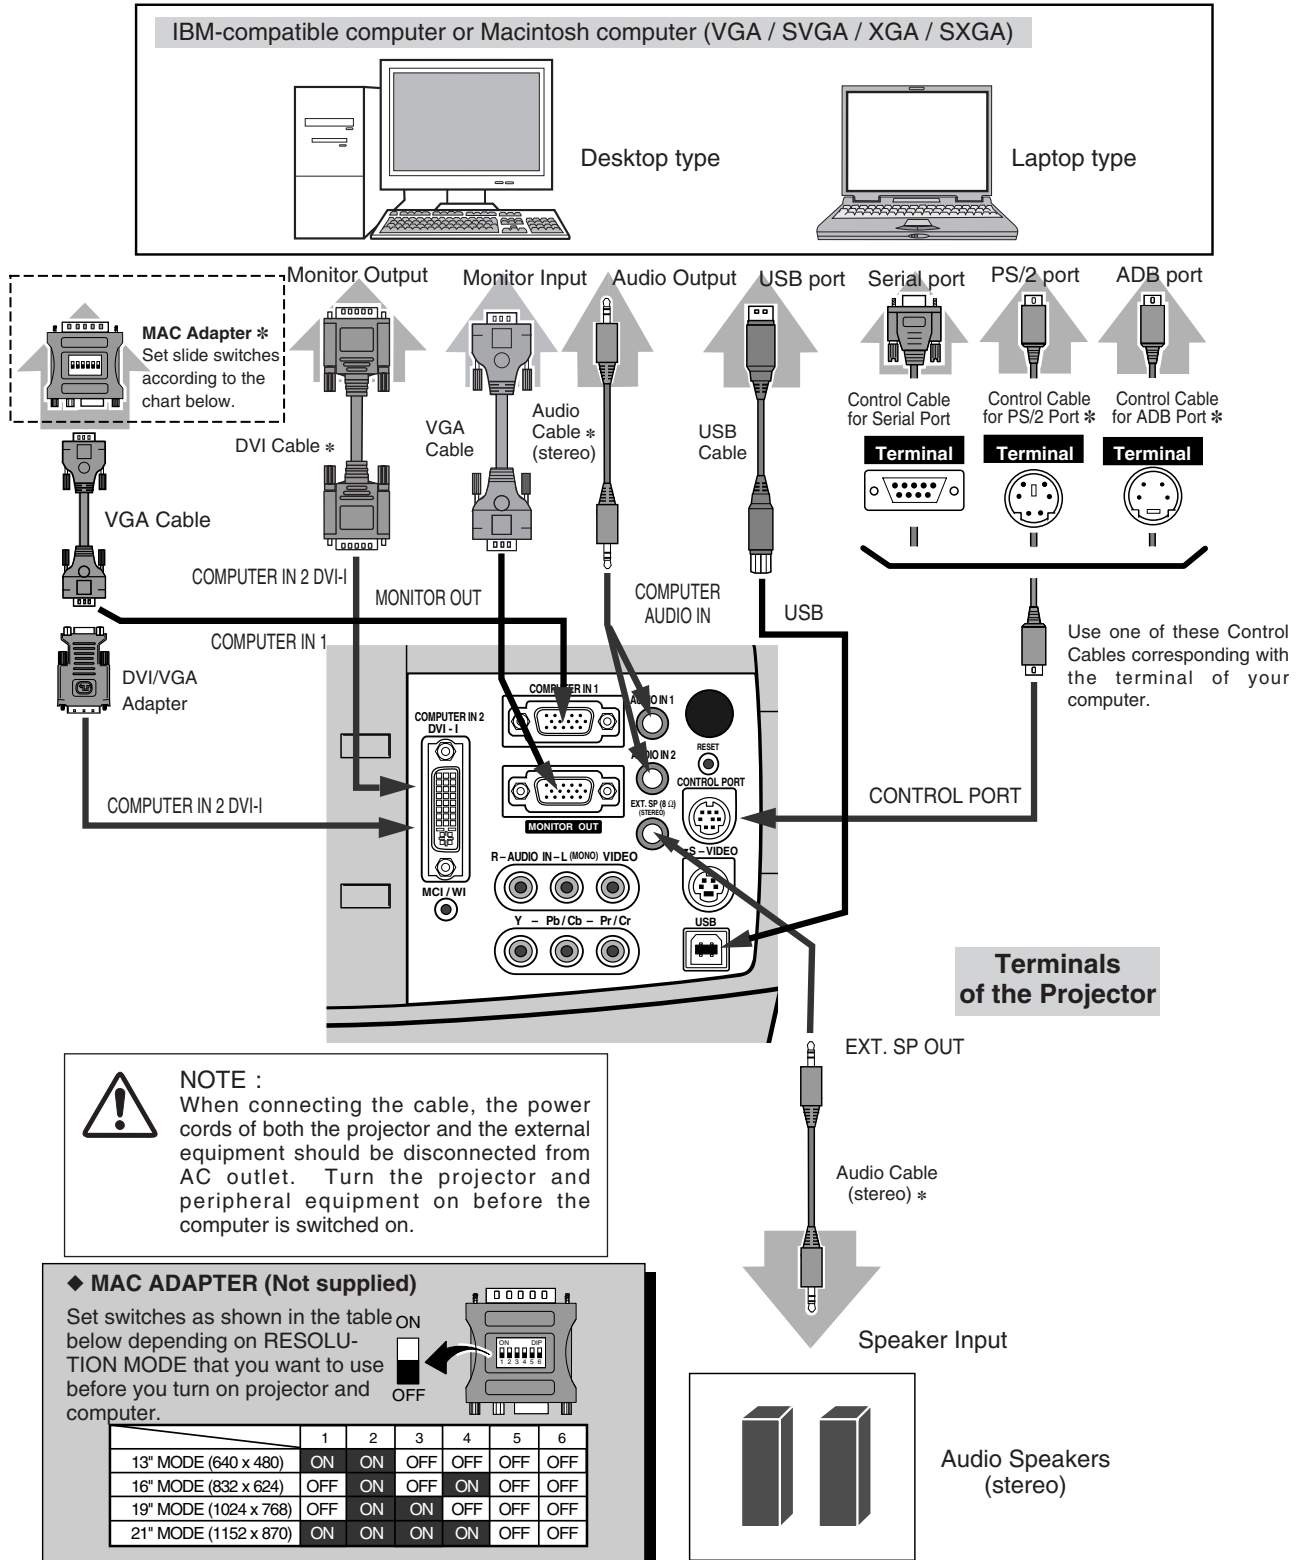 IBM-compatible computer or Macintosh computer (VGA / SVGA / XGA / SXGA)
Desktop type
Laptop type
Monitor Output
Monitor Input
Audio Output
USB port
Serial port
PS/2 port
ADB port
MAC Adapter ✻
Set slide switches
according to the
chart below.
DVI Cable ✻
VGA
Cable
Audio
Cable ✻
(stereo)
USB
Cable
Control Cable
for Serial Port
Control Cable
for PS/2 Port ✻
Control Cable
for ADB Port ✻
Terminal
Terminal
Terminal
VGA Cable
COMPUTER IN 2 DVI-I
MONITOR OUT
COMPUTER
AUDIO IN
USB
COMPUTER IN 1
DVI/VGA
Adapter
Use one of these Control
Cables corresponding with
the terminal of your
computer.
COMPUTER IN 2 DVI-I
CONTROL PORT
COMPUTER IN 1
AUDIO IN 1
COMPUTER IN 2
DVI - I
AUDIO IN 2
RESET
CONTROL PORT
EXT. SP (8 Ω)
(STEREO)
MONITOR OUT
R – AUDIO IN – L (MONO) VIDEO
S – VIDEO
MCI / WI
Y – Pb / Cb – Pr / Cr
USB
Terminals
of the Projector
EXT. SP OUT
NOTE :
When connecting the cable, the power
cords of both the projector and the external
equipment should be disconnected from
AC outlet. Turn the projector and
peripheral equipment on before the
computer is switched on.
Audio Cable
(stereo) ✻
Speaker Input
Audio Speakers
(stereo)
◆ MAC ADAPTER (Not supplied)
Set switches as shown in the table
below depending on RESOLU-
TION MODE that you want to use
before you turn on projector and
computer.
ON
OFF
ON DIP
1 2 3 4 5 6
1 2 3 4 5 6
13" MODE (640 x 480) ON ON OFF OFF OFF OFF
16" MODE (832 x 624) OFF ON OFF ON OFF OFF
19" MODE (1024 x 768) OFF ON ON OFF OFF OFF
21" MODE (1152 x 870) ON ON ON ON OFF OFF